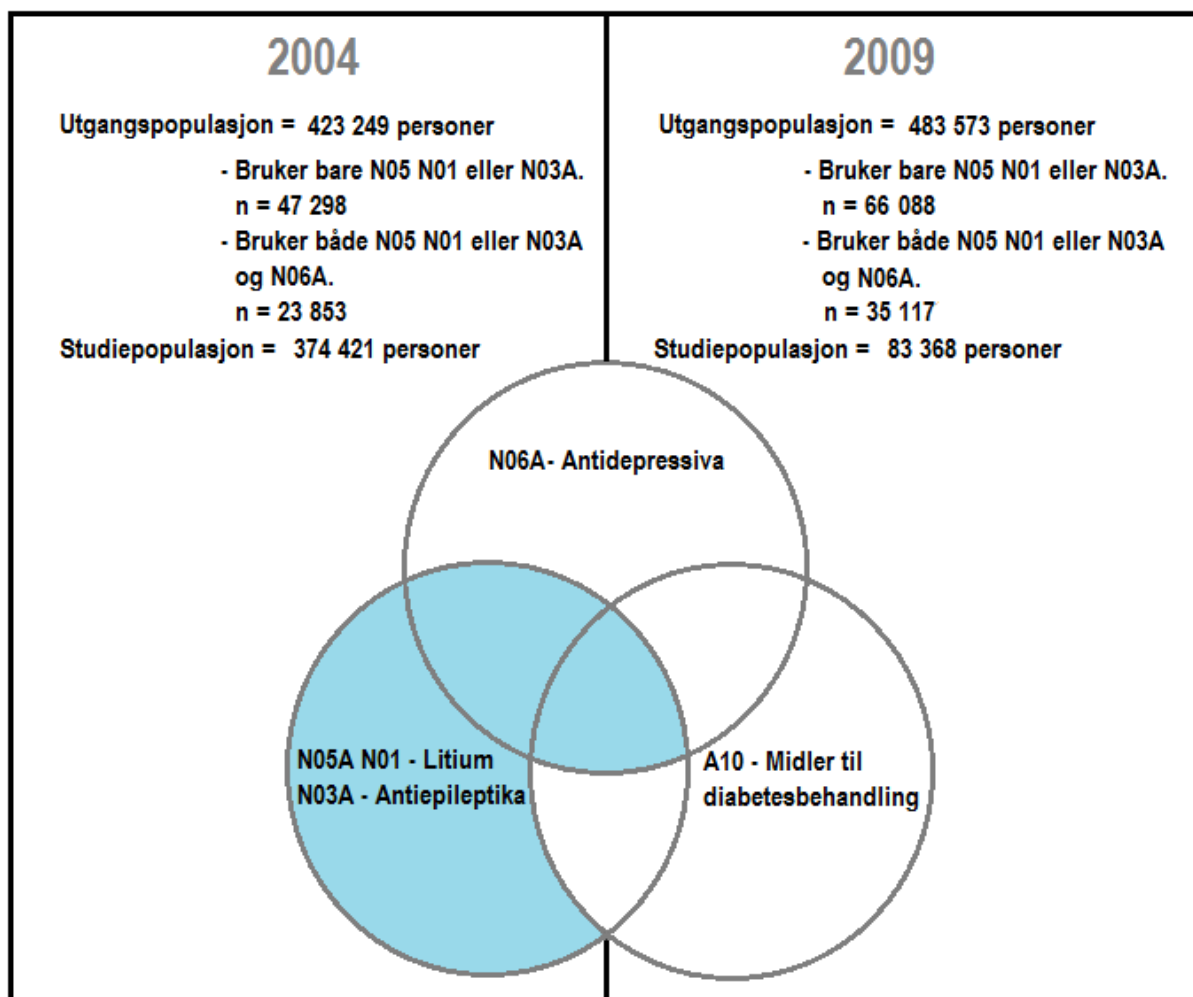 2004
Utgangspopulasjon = 423 249 personer
- Bruker bare N05 N01 eller N03A.
n = 47 298
- Bruker både N05 N01 eller N03A
og N06A.
n = 23 853
Studiepopulasjon = 374 421 personer
2009
Utgangspopulasjon = 483 573 personer
- Bruker bare N05 N01 eller N03A.
n = 66 088
- Bruker både N05 N01 eller N03A
og N06A.
n = 35 117
Studiepopulasjon = 83 368 personer
N06A- Antidepressiva
N05A N01 - Litium
N03A - Antiepileptika
A10 - Midler til
diabetesbehandling